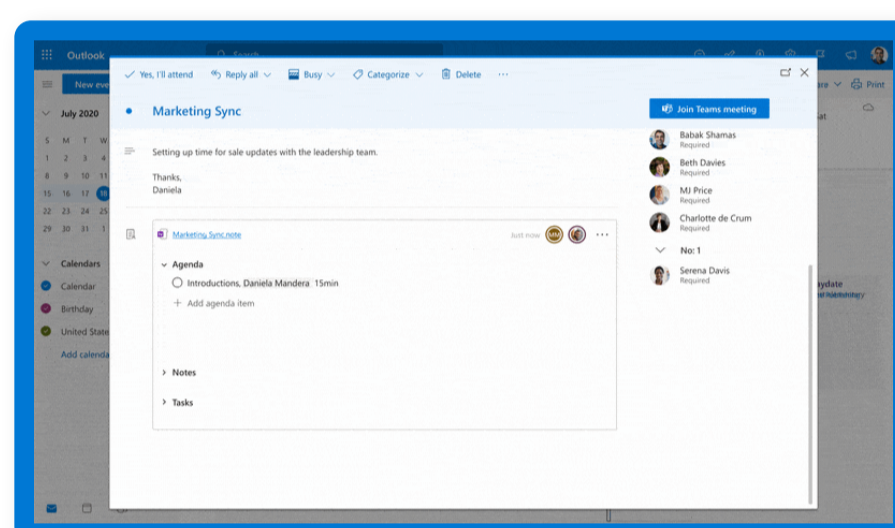 Outlook
Search
Yes, I'll attend
Reply all
Busy
Categorize
Delete
...
New eve
are
Print
July 2020
S M T W
1 2 3 4
8 9 10 11
15 16 17 18
22 23 24 25
29 30 31 1
Calendars
Calendar
Birthday
United State
Add calenda
Marketing Sync
Setting up time for sale updates with the leadership team.
Thanks,
Daniela
Marketing Sync.note
Just now
MM
...
Agenda
Introductions, Daniela Mandera 15min
+ Add agenda item
Notes
Tasks
Join Teams meeting
Babak Shamas
Required
Beth Davies
Required
MJ Price
Required
Charlotte de Crum
Required
No: 1
Serena Davis
Required
at
aydate